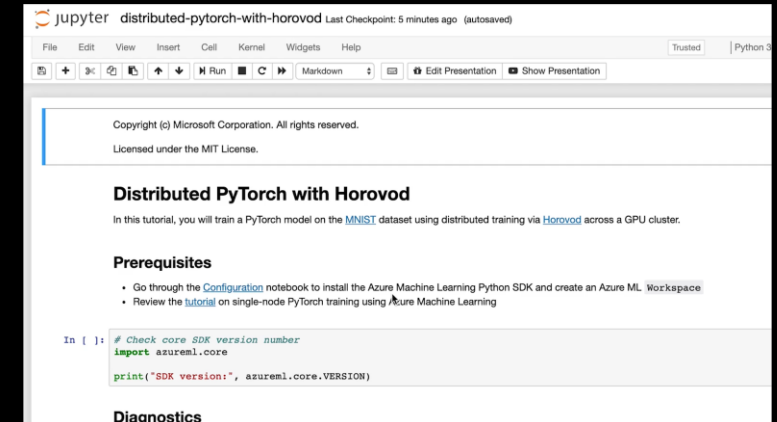 jupyter distributed-pytorch-with-horovod Last Checkpoint: 5 minutes ago (autosaved)
File Edit View Insert Cell Kernel Widgets Help Trusted Python 3
Run Markdown Edit Presentation Show Presentation
Copyright (c) Microsoft Corporation. All rights reserved.
Licensed under the MIT License.
Distributed PyTorch with Horovod
In this tutorial, you will train a PyTorch model on the MNIST dataset using distributed training via Horovod across a GPU cluster.
Prerequisites
• Go through the Configuration notebook to install the Azure Machine Learning Python SDK and create an Azure ML Workspace
• Review the tutorial on single-node PyTorch training using Azure Machine Learning
In [ ]: # Check core SDK version number
import azureml.core
print("SDK version:", azureml.core.VERSION)
Diagnostics